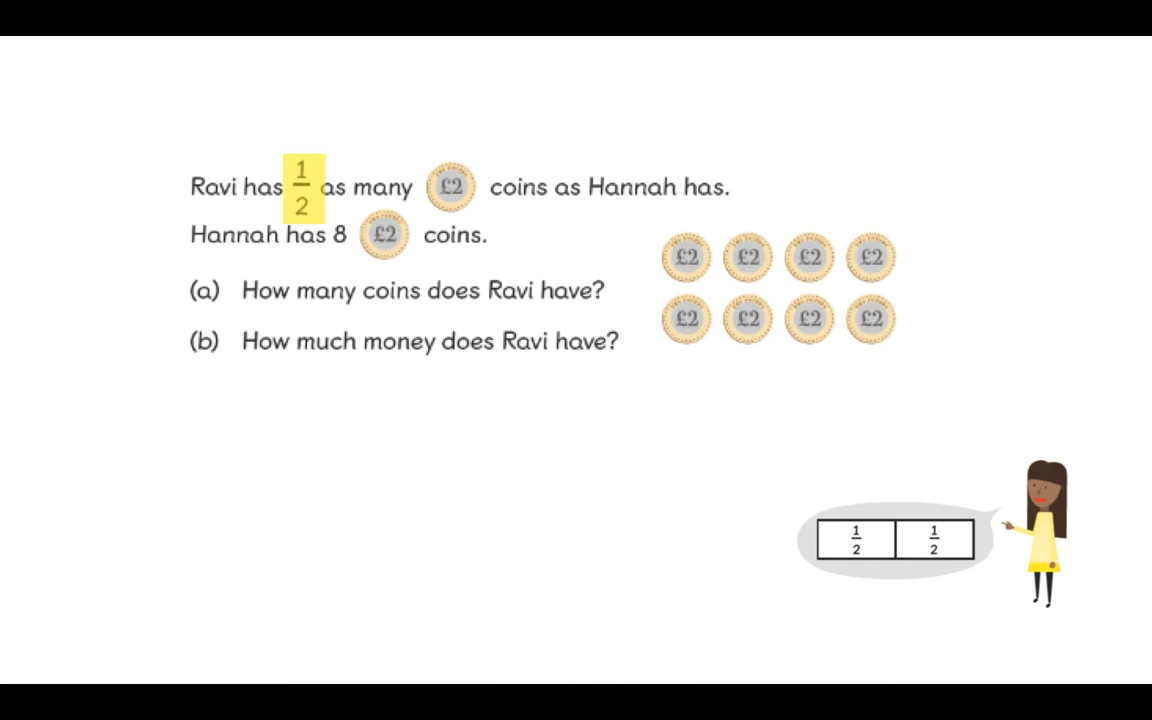 Ravi has 1/2 as many £2 coins as Hannah has.
Hannah has 8 £2 coins.
£2 £2 £2 £2
(a) How many coins does Ravi have?
£2 £2 £2 £2
(b) How much money does Ravi have?
1/2 1/2